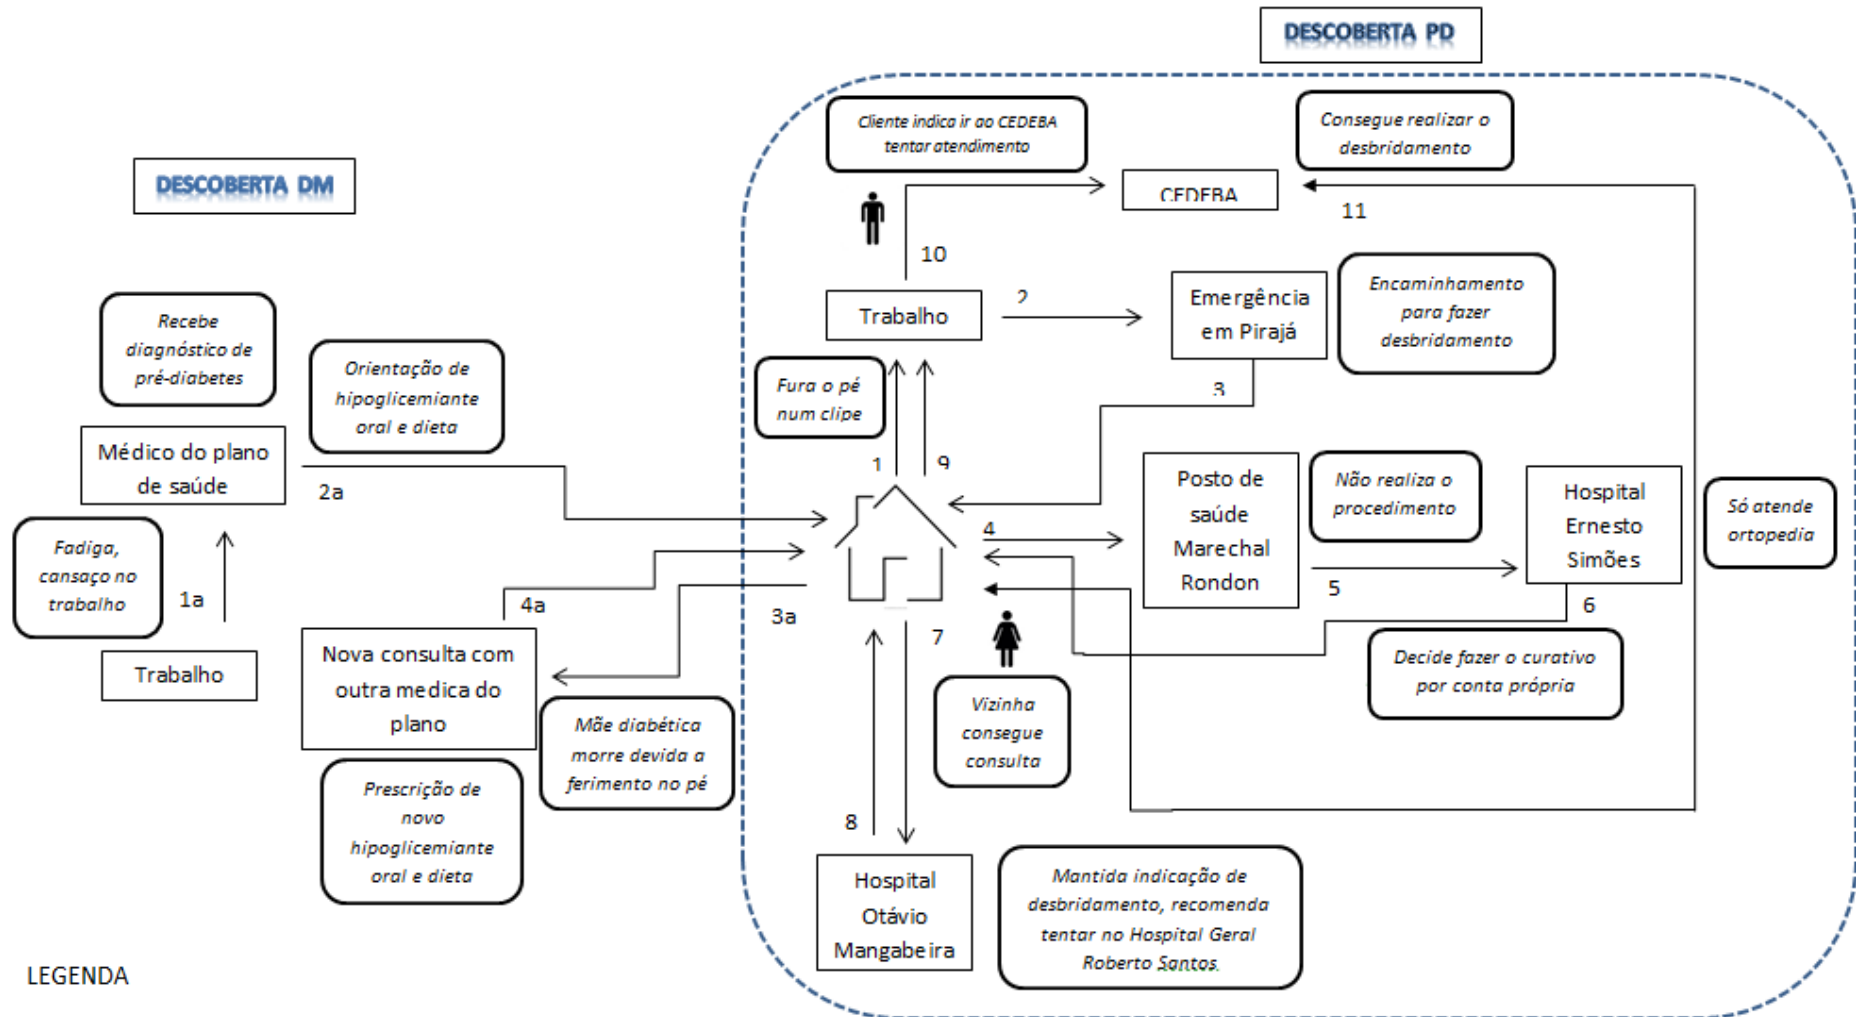 DESCOBERTA PD
DESCOBERTA DM
Cliente indica ir ao CEDEBA
tentar atendimento
Consegue realizar o
desbridamento
CEDEBA
11
10
Trabalho
2
Emergência
em Pirajá
Encaminhamento
para fazer
desbridamento
3
Fura o pé
num clipe
1
9
Recebe
diagnóstico de
pré-diabetes
Orientação de
hipoglicemiante
oral e dieta
Médico do plano
de saúde
2a
Fadiga,
cansaço no
trabalho
1a
Trabalho
4a
3a
Nova consulta com
outra medica do
plano
Mãe diabética
morre devida a
ferimento no pé
Prescrição de
novo
hipoglicemiante
oral e dieta
4
Posto de
saúde
Marechal
Rondon
Não realiza o
procedimento
5
Hospital
Ernesto
Simões
Só atende
ortopedia
6
Decide fazer o curativo
por conta própria
7
Vizinha
consegue
consulta
8
Hospital
Otávio
Mangabeira
Mantida indicação de
desbridamento, recomenda
tentar no Hospital Geral
Roberto Santos.
LEGENDA